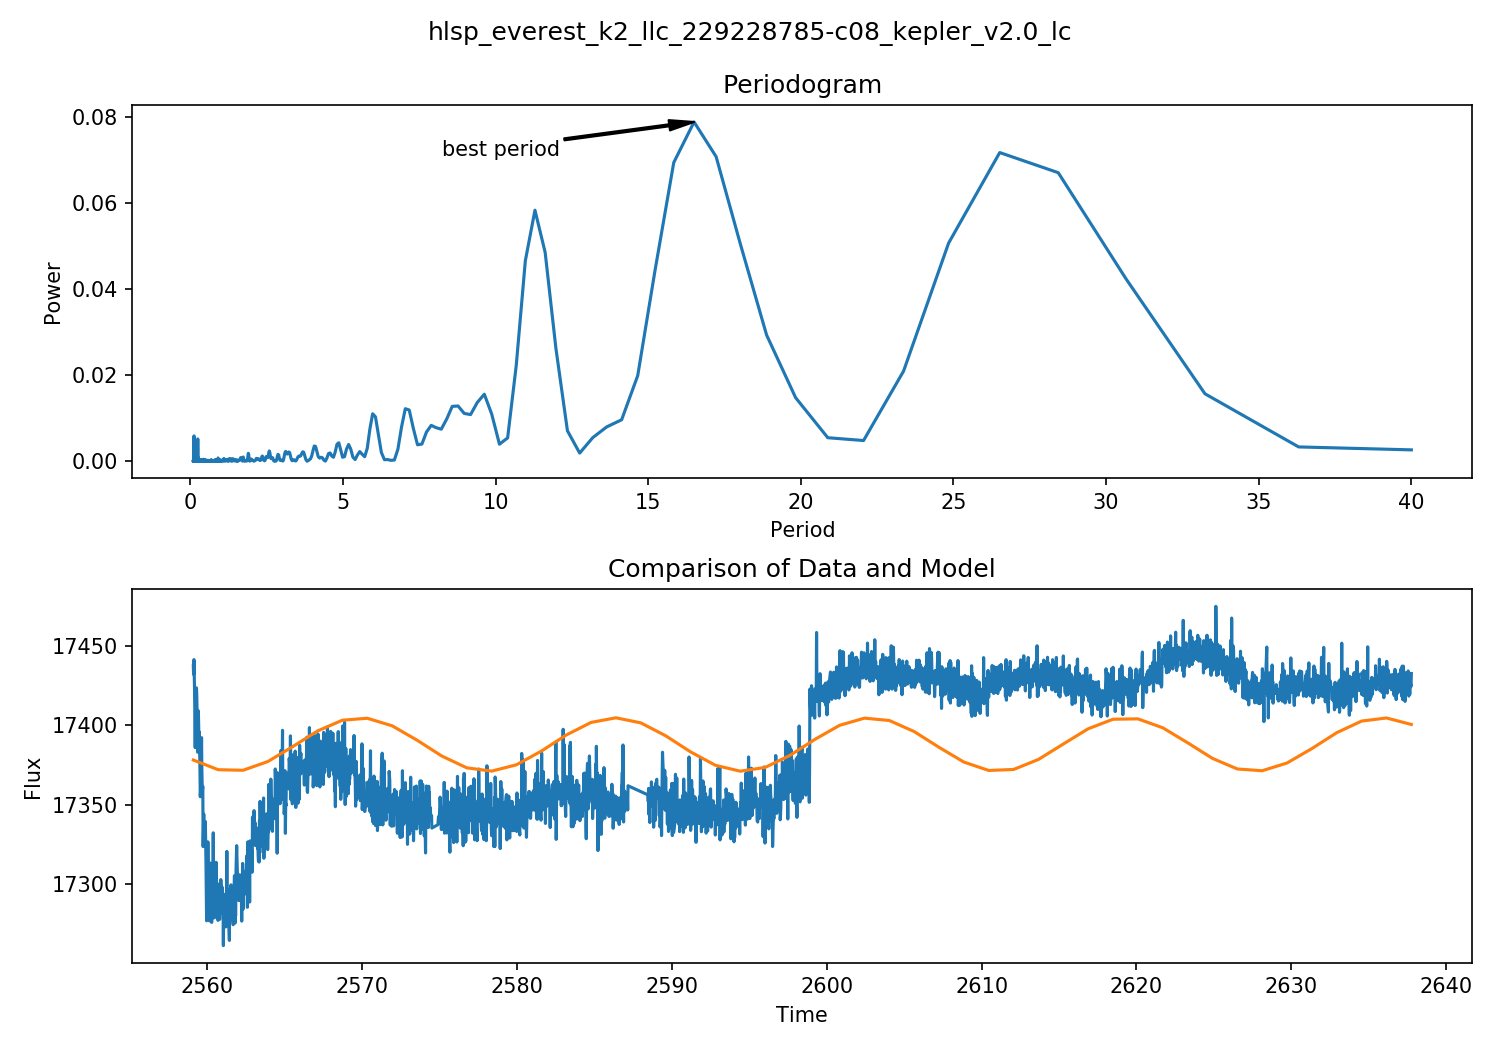 hlsp_everest_k2_llc_229228785-c08_kepler_v2.0_lc
Periodogram
0.08
0.06
0.04
0.02
0.00
Power
best period
0 5 10 15 20 25 30 35 40
Period
Comparison of Data and Model
17450
17400
17350
17300
Flux
2560 2570 2580 2590 2600 2610 2620 2630 2640
Time